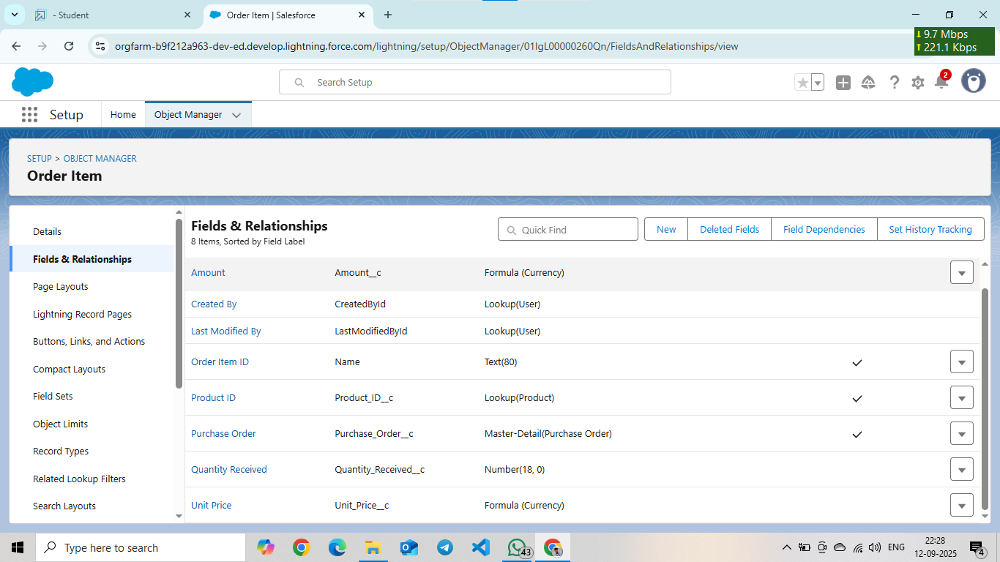 - Student
Order Item | Salesforce
orgfarm-b9f212a963-dev-ed.develop.lightning.force.com/lightning/setup/ObjectManager/01IgL00000260Qn/FieldsAndRelationships/view
9.7 Mbps
221.1 Kbps
Search Setup
2
Setup
Home
Object Manager
SETUP > OBJECT MANAGER
Order Item
Details
Fields & Relationships
Page Layouts
Lightning Record Pages
Buttons, Links, and Actions
Compact Layouts
Field Sets
Object Limits
Record Types
Related Lookup Filters
Search Layouts
Fields & Relationships
8 Items, Sorted by Field Label
Quick Find
New
Deleted Fields
Field Dependencies
Set History Tracking
Amount Amount__c Formula (Currency)
Created By CreatedById Lookup(User)
Last Modified By LastModifiedById Lookup(User)
Order Item ID Name Text(80)
Product ID Product_ID__c Lookup(Product)
Purchase Order Purchase_Order__c Master-Detail(Purchase Order)
Quantity Received Quantity_Received__c Number(18, 0)
Unit Price Unit_Price__c Formula (Currency)
Type here to search
43
ENG
22:28
12-09-2025
4